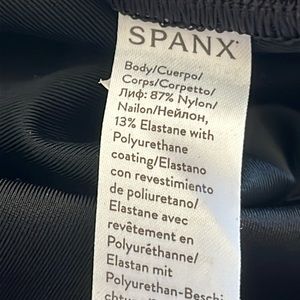 SPANX
Body/Cuerpo/
Corps/Corpetto/
Лиф: 87% Nylon/
Nailon/Нейлон,
13% Elastane with
Polyurethane
coating/Elastano
con revestimiento
de poliuretano/
Elastane avec
revêtement en
Polyuréthanne/
Elastan mit
Polyurethan-Beschi
chtung/